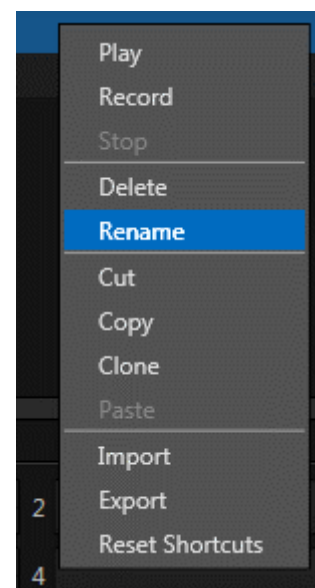 Play
Record
Stop
Delete
Rename
Cut
Copy
Clone
Paste
Import
2
Export
Reset Shortcuts
4